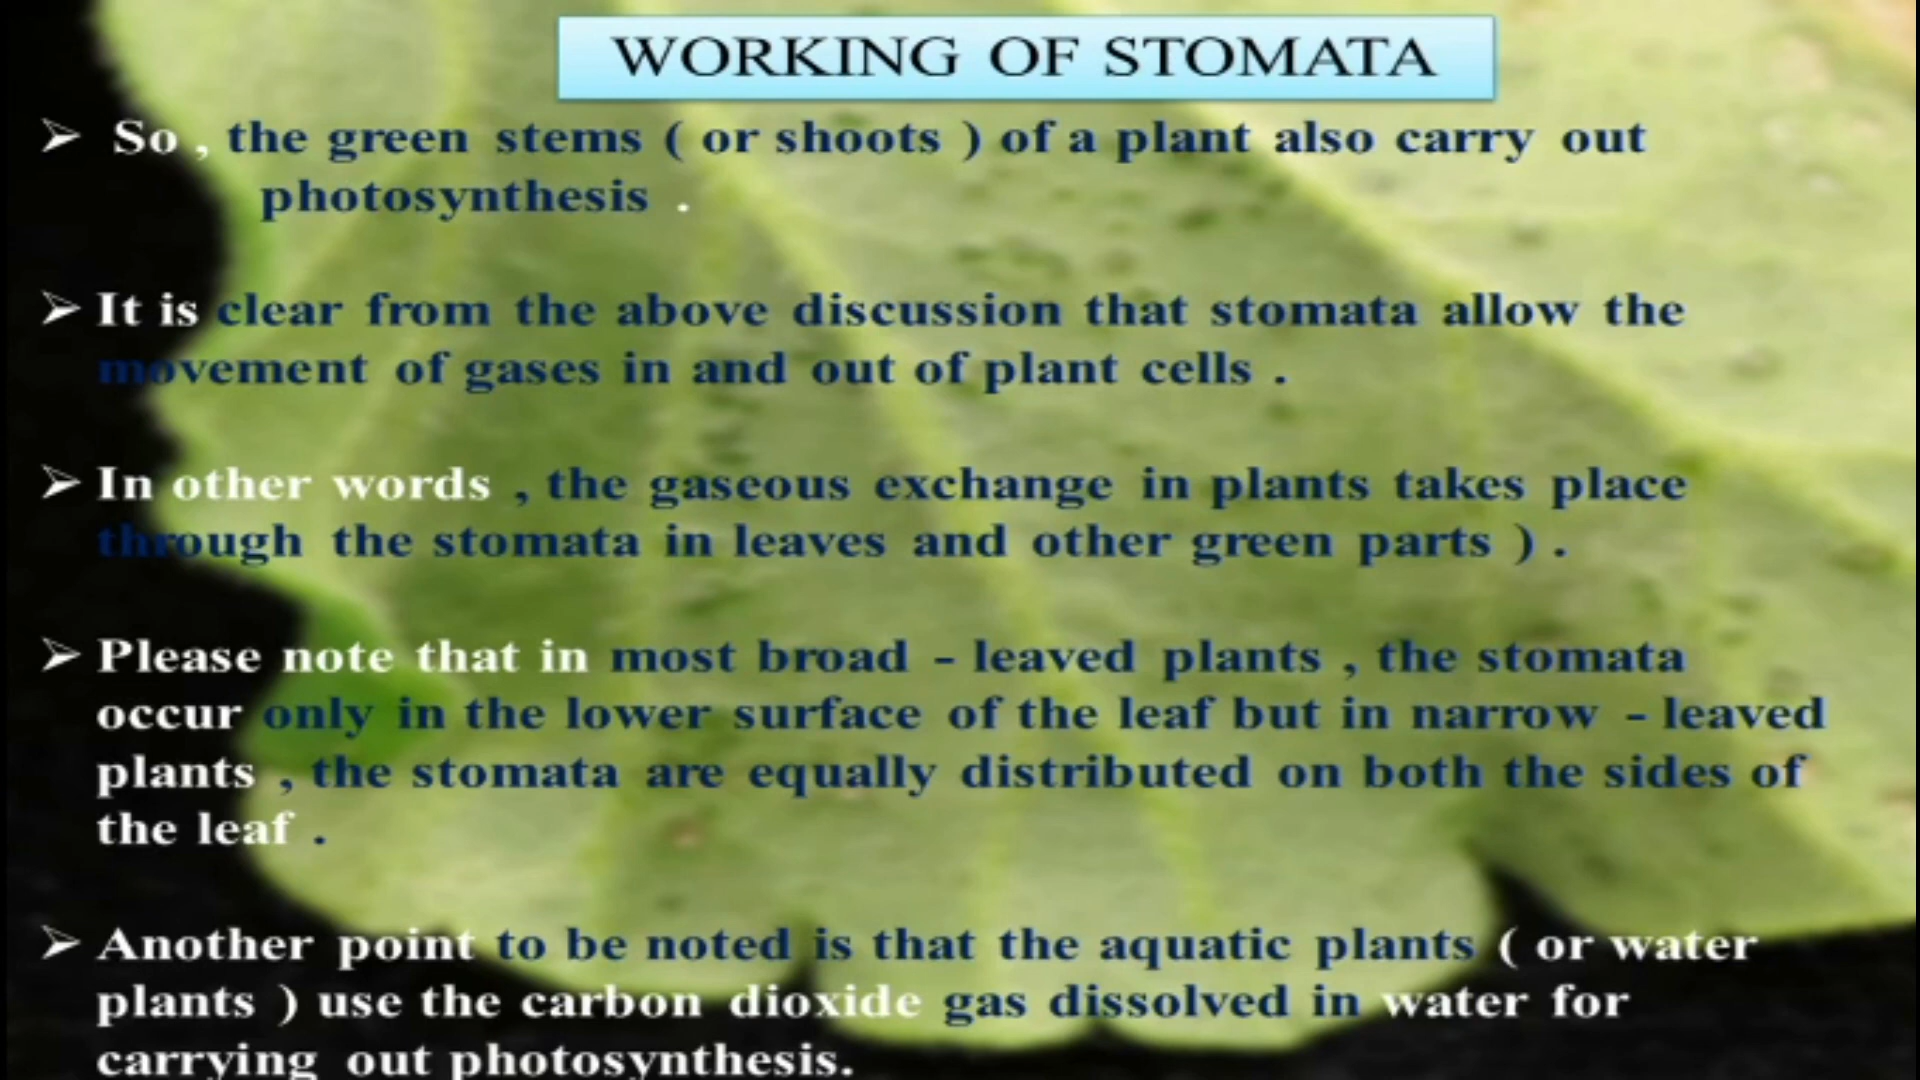 WORKING OF STOMATA
➢ So , the green stems ( or shoots ) of a plant also carry out
photosynthesis .
➢ It is clear from the above discussion that stomata allow the
movement of gases in and out of plant cells .
➢ In other words , the gaseous exchange in plants takes place
through the stomata in leaves and other green parts ) .
➢ Please note that in most broad - leaved plants , the stomata
occur only in the lower surface of the leaf but in narrow - leaved
plants , the stomata are equally distributed on both the sides of
the leaf .
➢ Another point to be noted is that the aquatic plants ( or water
plants ) use the carbon dioxide gas dissolved in water for
carrying out photosynthesis.